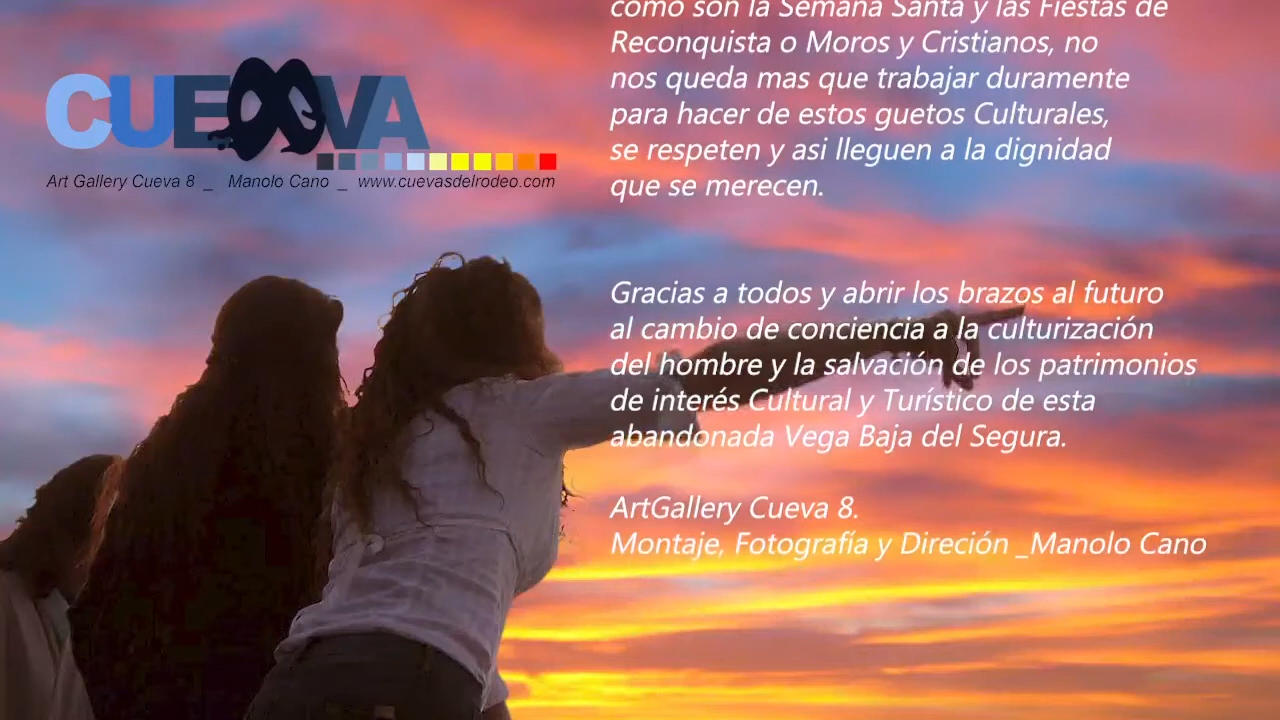 como son la Semana Santa y las Fiestas de
Reconquista o Moros y Cristianos, no
nos queda mas que trabajar duramente
para hacer de estos guetos Culturales,
se respeten y asi lleguen a la dignidad
que se merecen.
Gracias a todos y abrir los brazos al futuro
al cambio de conciencia a la culturización
del hombre y la salvación de los patrimonios
de interés Cultural y Turístico de esta
abandonada Vega Baja del Segura.
ArtGallery Cueva 8.
Montaje, Fotografía y Direción _Manolo Cano
CUEVA
Art Gallery Cueva 8 _ Manolo Cano _ www.cuevasdelrodeo.com